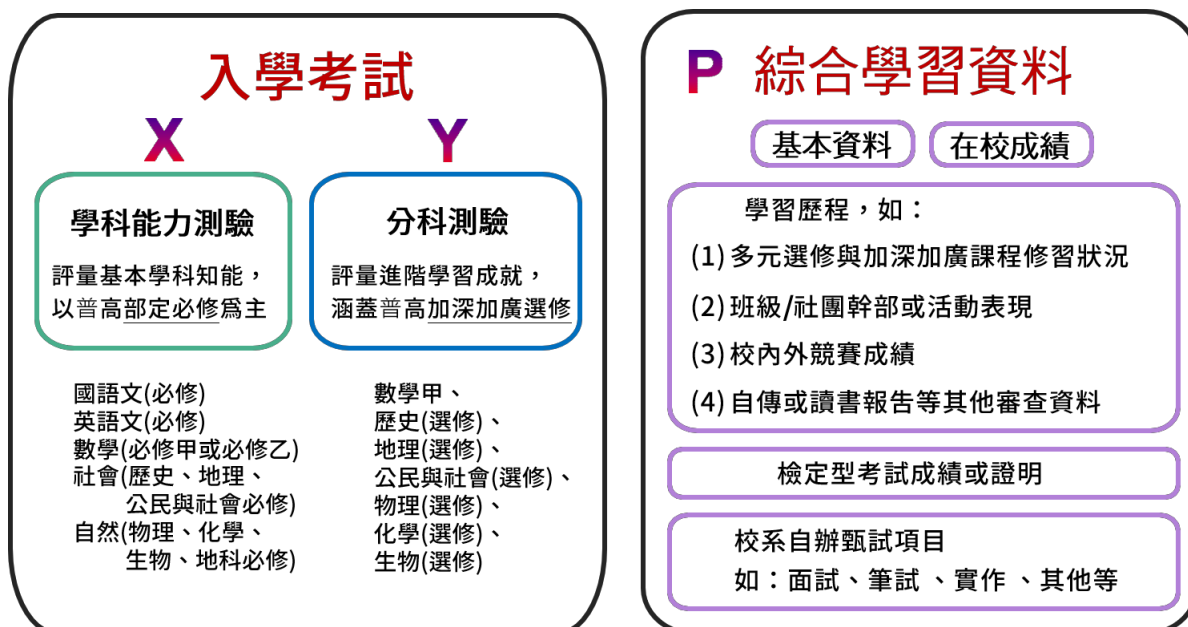 入學考試
X
學科能力測驗
評量基本學科知能，
以普高部定必修為主
國語文(必修)
英語文(必修)
數學(必修甲或必修乙)
社會(歷史、地理、
公民與社會必修)
自然(物理、化學、
生物、地科必修)
Y
分科測驗
評量進階學習成就，
涵蓋普高加深加廣選修
數學甲、
歷史(選修)、
地理(選修)、
公民與社會(選修)、
物理(選修)、
化學(選修)、
生物(選修)
P 綜合學習資料
基本資料
在校成績
學習歷程，如：
(1)多元選修與加深加廣課程修習狀況
(2)班級/社團幹部或活動表現
(3)校內外競賽成績
(4)自傳或讀書報告等其他審查資料
檢定型考試成績或證明
校系自辦甄試項目
如：面試、筆試、實作、其他等